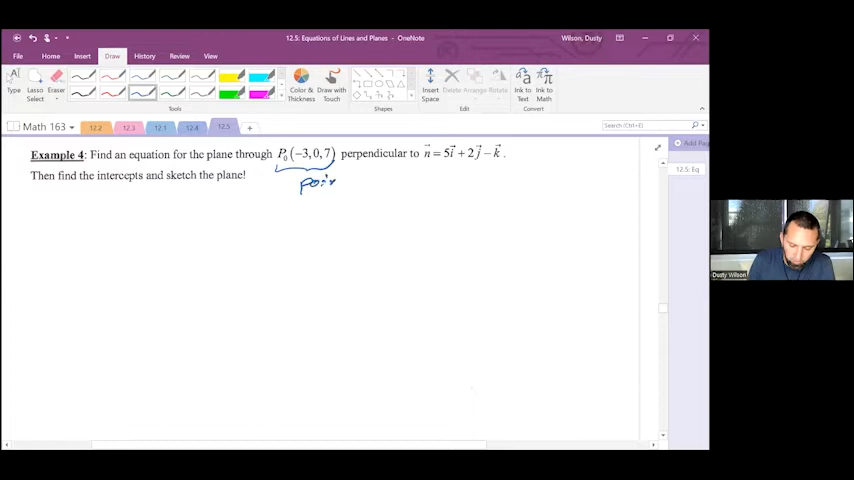 12.5: Equations of Lines and Planes - OneNote
Wilson, Dusty
File Home Insert Draw History Review View
Type
Lasso Select
Eraser
Color & Thickness
Draw with Touch
Insert Space
Delete
Arrange
Rotate
Ink to Text
Ink to Math
Tools
Shapes
Edit
Convert
Math 163
12.2
12.3
12.1
12.4
12.5
Search (Ctrl+E)
Add Pag
12.5: Eq
Example 4: Find an equation for the plane through P₀(−3,0,7) perpendicular to n⃗ = 5i⃗ + 2j⃗ − k⃗ .
Then find the intercepts and sketch the plane!
Poin
Dusty Wilson